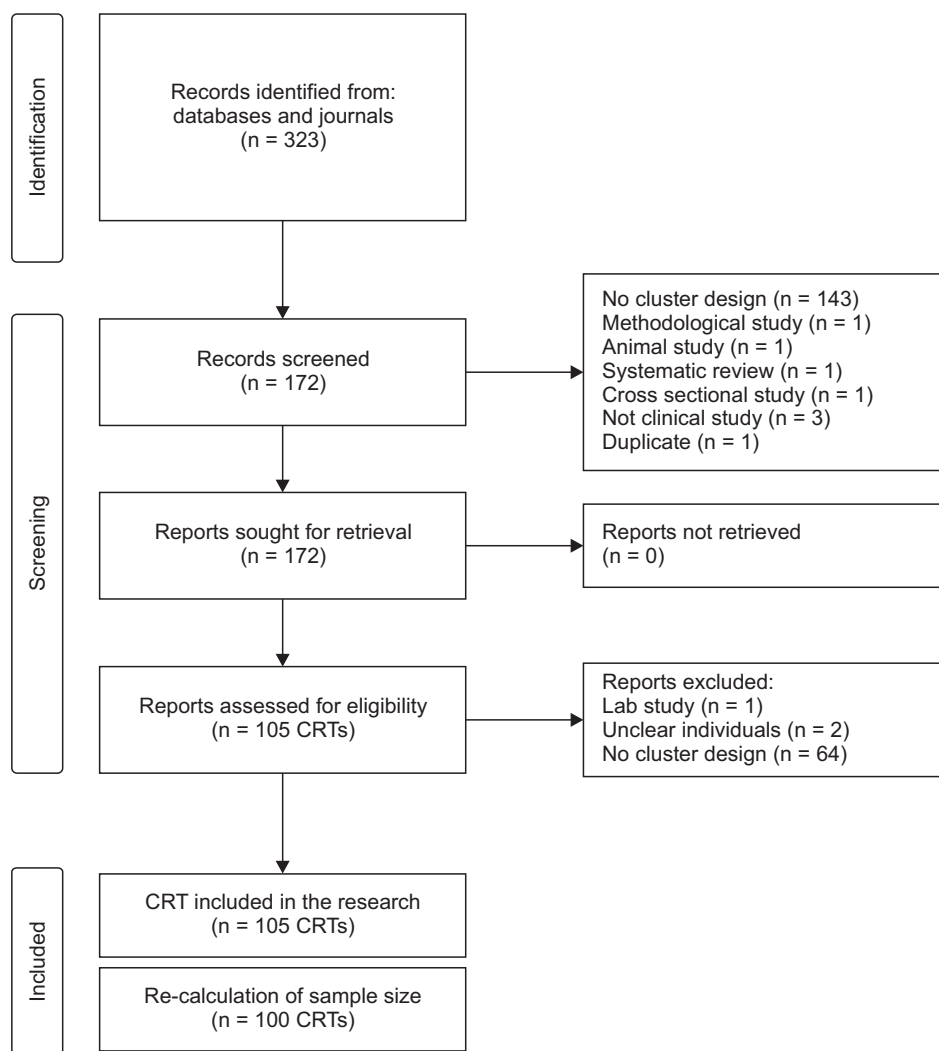 Identification
Records identified from:
databases and journals
(n = 323)
Screening
Records screened
(n = 172)
No cluster design (n = 143)
Methodological study (n = 1)
Animal study (n = 1)
Systematic review (n = 1)
Cross sectional study (n = 1)
Not clinical study (n = 3)
Duplicate (n = 1)
Reports sought for retrieval
(n = 172)
Reports not retrieved
(n = 0)
Reports assessed for eligibility
(n = 105 CRTs)
Reports excluded:
Lab study (n = 1)
Unclear individuals (n = 2)
No cluster design (n = 64)
Included
CRT included in the research
(n = 105 CRTs)
Re-calculation of sample size
(n = 100 CRTs)